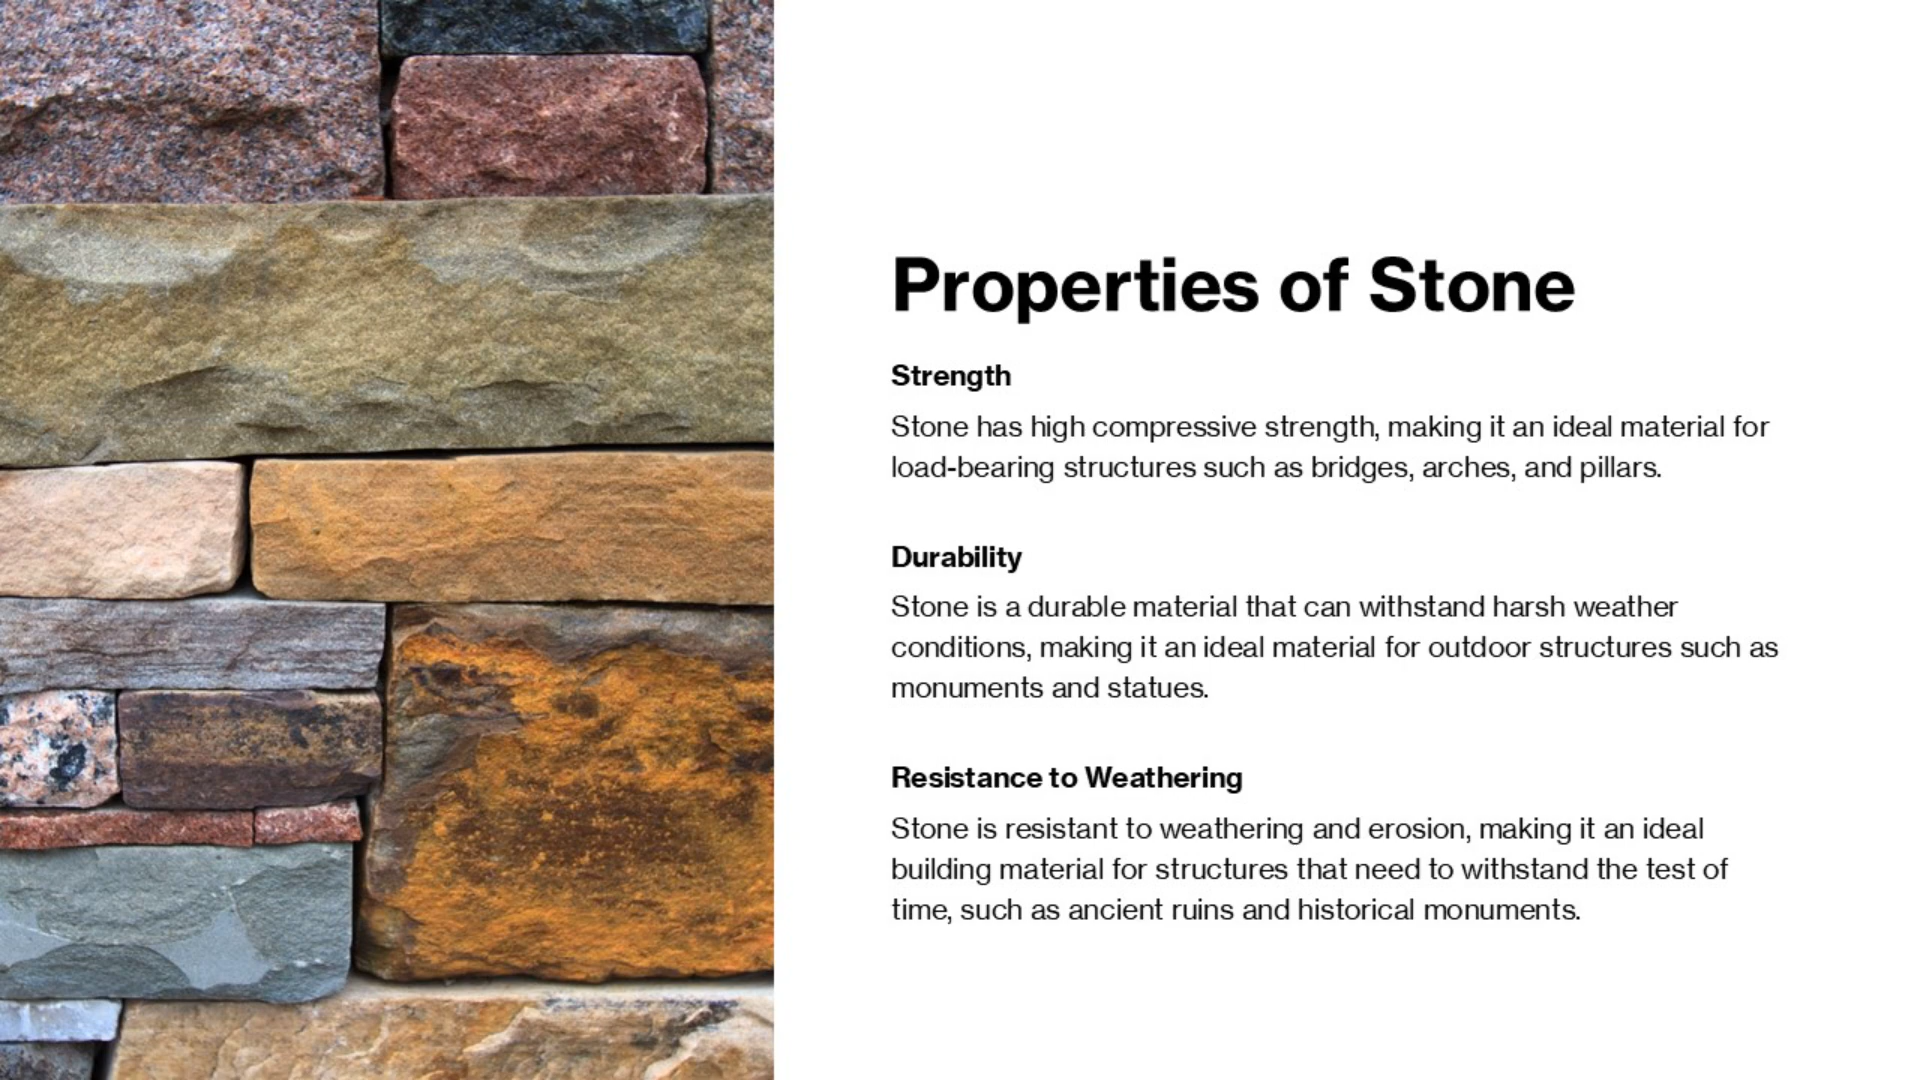 Properties of Stone
Strength
Stone has high compressive strength, making it an ideal material for
load-bearing structures such as bridges, arches, and pillars.
Durability
Stone is a durable material that can withstand harsh weather
conditions, making it an ideal material for outdoor structures such as
monuments and statues.
Resistance to Weathering
Stone is resistant to weathering and erosion, making it an ideal
building material for structures that need to withstand the test of
time, such as ancient ruins and historical monuments.